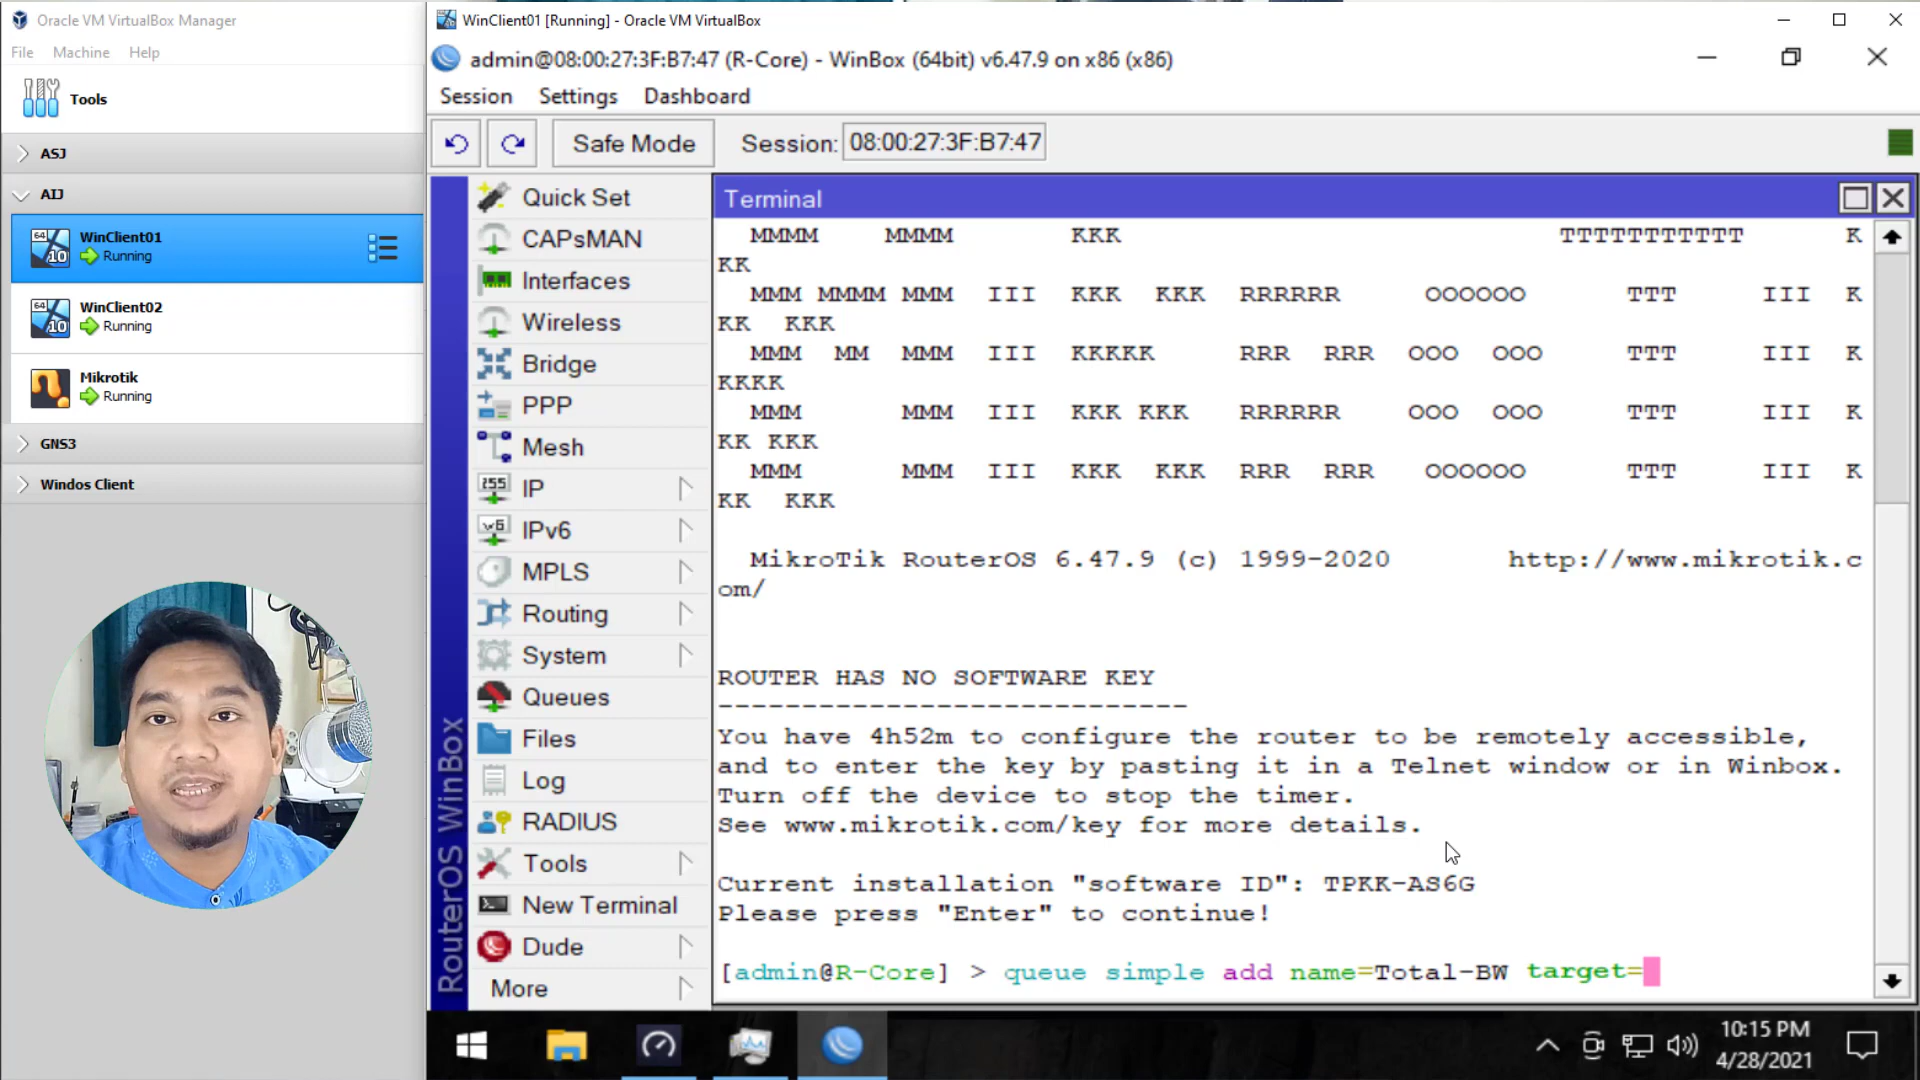 Oracle VM VirtualBox Manager
File Machine Help
Tools
ASJ
AIJ
64
10
WinClient01
Running
64
10
WinClient02
Running
Mikrotik
Running
GNS3
Windos Client
WinClient01 [Running] - Oracle VM VirtualBox
admin@08:00:27:3F:B7:47 (R-Core) - WinBox (64bit) v6.47.9 on x86 (x86)
Session Settings Dashboard
Safe Mode Session: 08:00:27:3F:B7:47
RouterOS WinBox
Quick Set
CAPsMAN
Interfaces
Wireless
Bridge
PPP
Mesh
255 IP
v6 IPv6
MPLS
Routing
System
Queues
Files
Log
RADIUS
Tools
New Terminal
Dude
More
Terminal
MMMM MMMM KKK TTTTTTTTTTT K
KK
MMM MMMM MMM III KKK KKK RRRRRR OOOOOO TTT III K
KK KKK
MMM MM MMM III KKKKK RRR RRR OOO OOO TTT III K
KKKK
MMM MMM III KKK KKK RRRRRR OOO OOO TTT III K
KK KKK
MMM MMM III KKK KKK RRR RRR OOOOOO TTT III K
KK KKK
MikroTik RouterOS 6.47.9 (c) 1999-2020 http://www.mikrotik.c
om/
ROUTER HAS NO SOFTWARE KEY
----------------------------
You have 4h52m to configure the router to be remotely accessible,
and to enter the key by pasting it in a Telnet window or in Winbox.
Turn off the device to stop the timer.
See www.mikrotik.com/key for more details.
Current installation "software ID": TPKK-AS6G
Please press "Enter" to continue!
[admin@R-Core] > queue simple add name=Total-BW target=
10:15 PM
4/28/2021